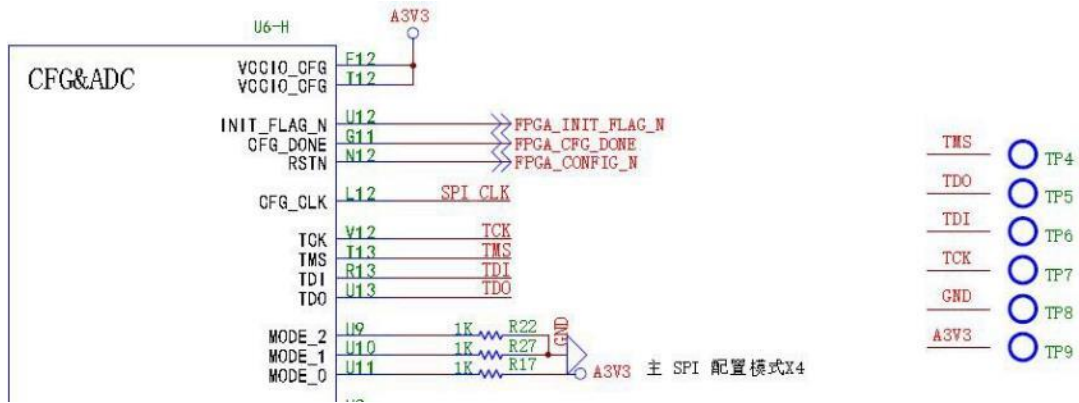 A3V3
U6-H
CFG&ADC
VCCIO_CFG F12
VCCIO_CFG T12
INIT_FLAG_N U12 FPGA_INIT_FLAG_N
CFG_DONE G11 FPGA_CFG_DONE
RSTN N12 FPGA_CONFIG_N
CFG_CLK L12 SPI CLK
TCK V12 TCK
TMS T13 TMS
TDI R13 TDI
TDO U13 TDO
MODE_2 U9 1K R22 GND
MODE_1 U10 1K R27
MODE_0 U11 1K R17 A3V3 主 SPI 配置模式X4
TMS TP4
TDO TP5
TDI TP6
TCK TP7
GND TP8
A3V3 TP9